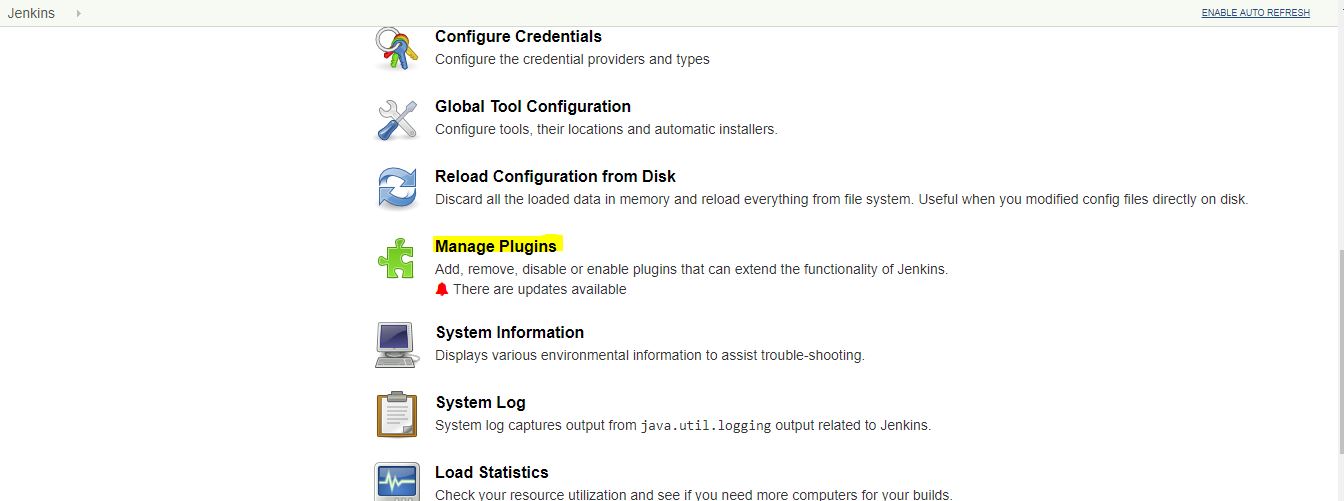 Jenkins
ENABLE AUTO REFRESH
Configure Credentials
Configure the credential providers and types
Global Tool Configuration
Configure tools, their locations and automatic installers.
Reload Configuration from Disk
Discard all the loaded data in memory and reload everything from file system. Useful when you modified config files directly on disk.
Manage Plugins
Add, remove, disable or enable plugins that can extend the functionality of Jenkins.
There are updates available
System Information
Displays various environmental information to assist trouble-shooting.
System Log
System log captures output from java.util.logging output related to Jenkins.
Load Statistics
Check your resource utilization and see if you need more computers for your builds.